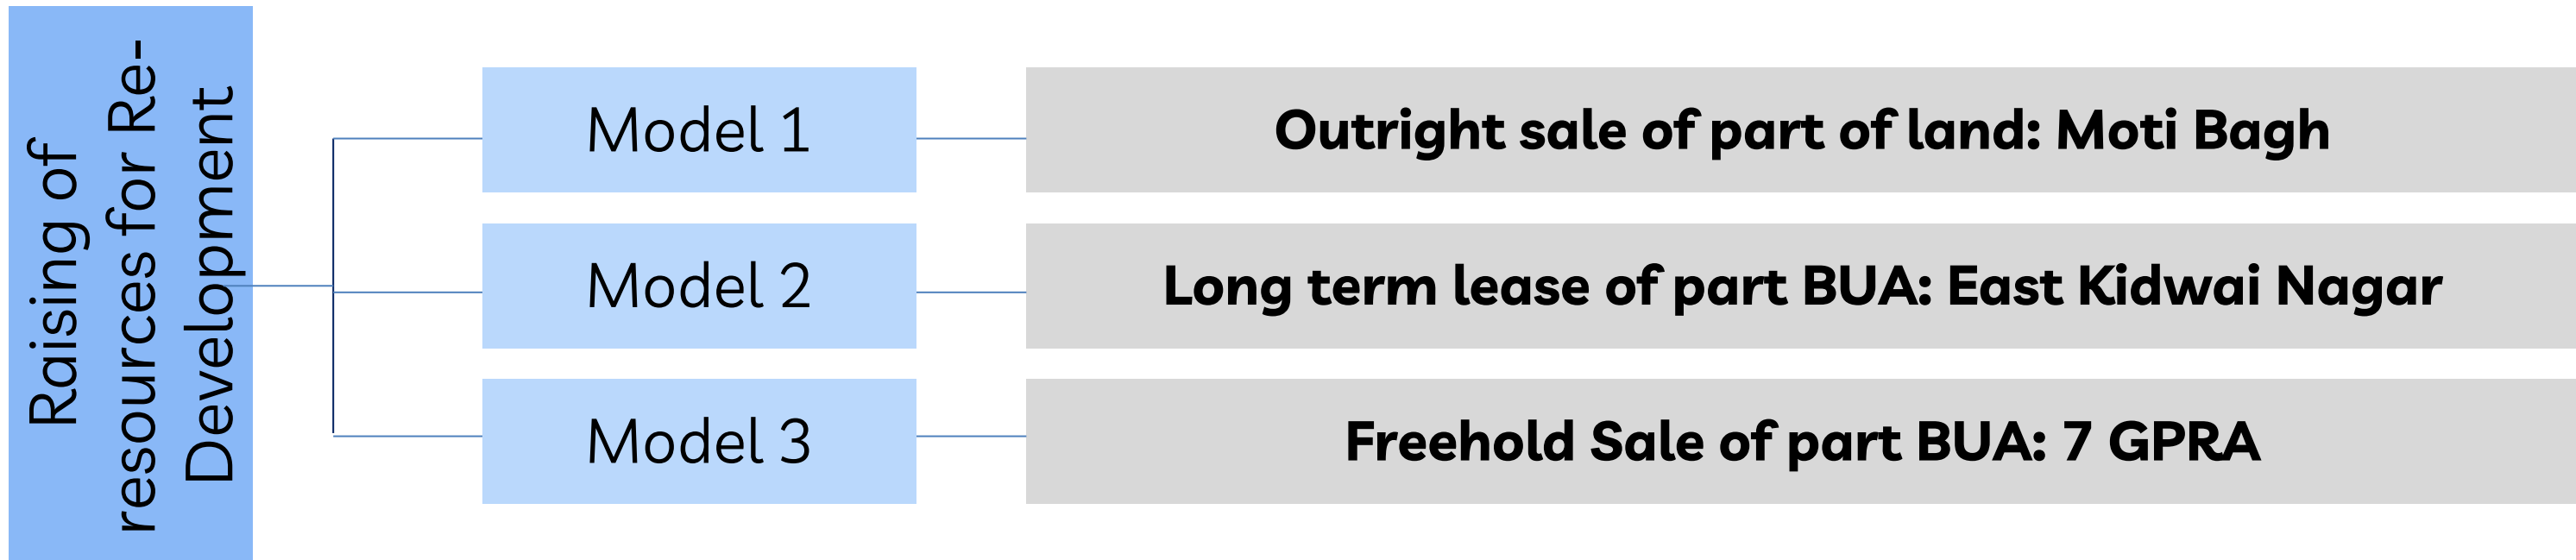 Raising of
resources for Re-
Development
Model 1
Outright sale of part of land: Moti Bagh
Model 2
Long term lease of part BUA: East Kidwai Nagar
Model 3
Freehold Sale of part BUA: 7 GPRA